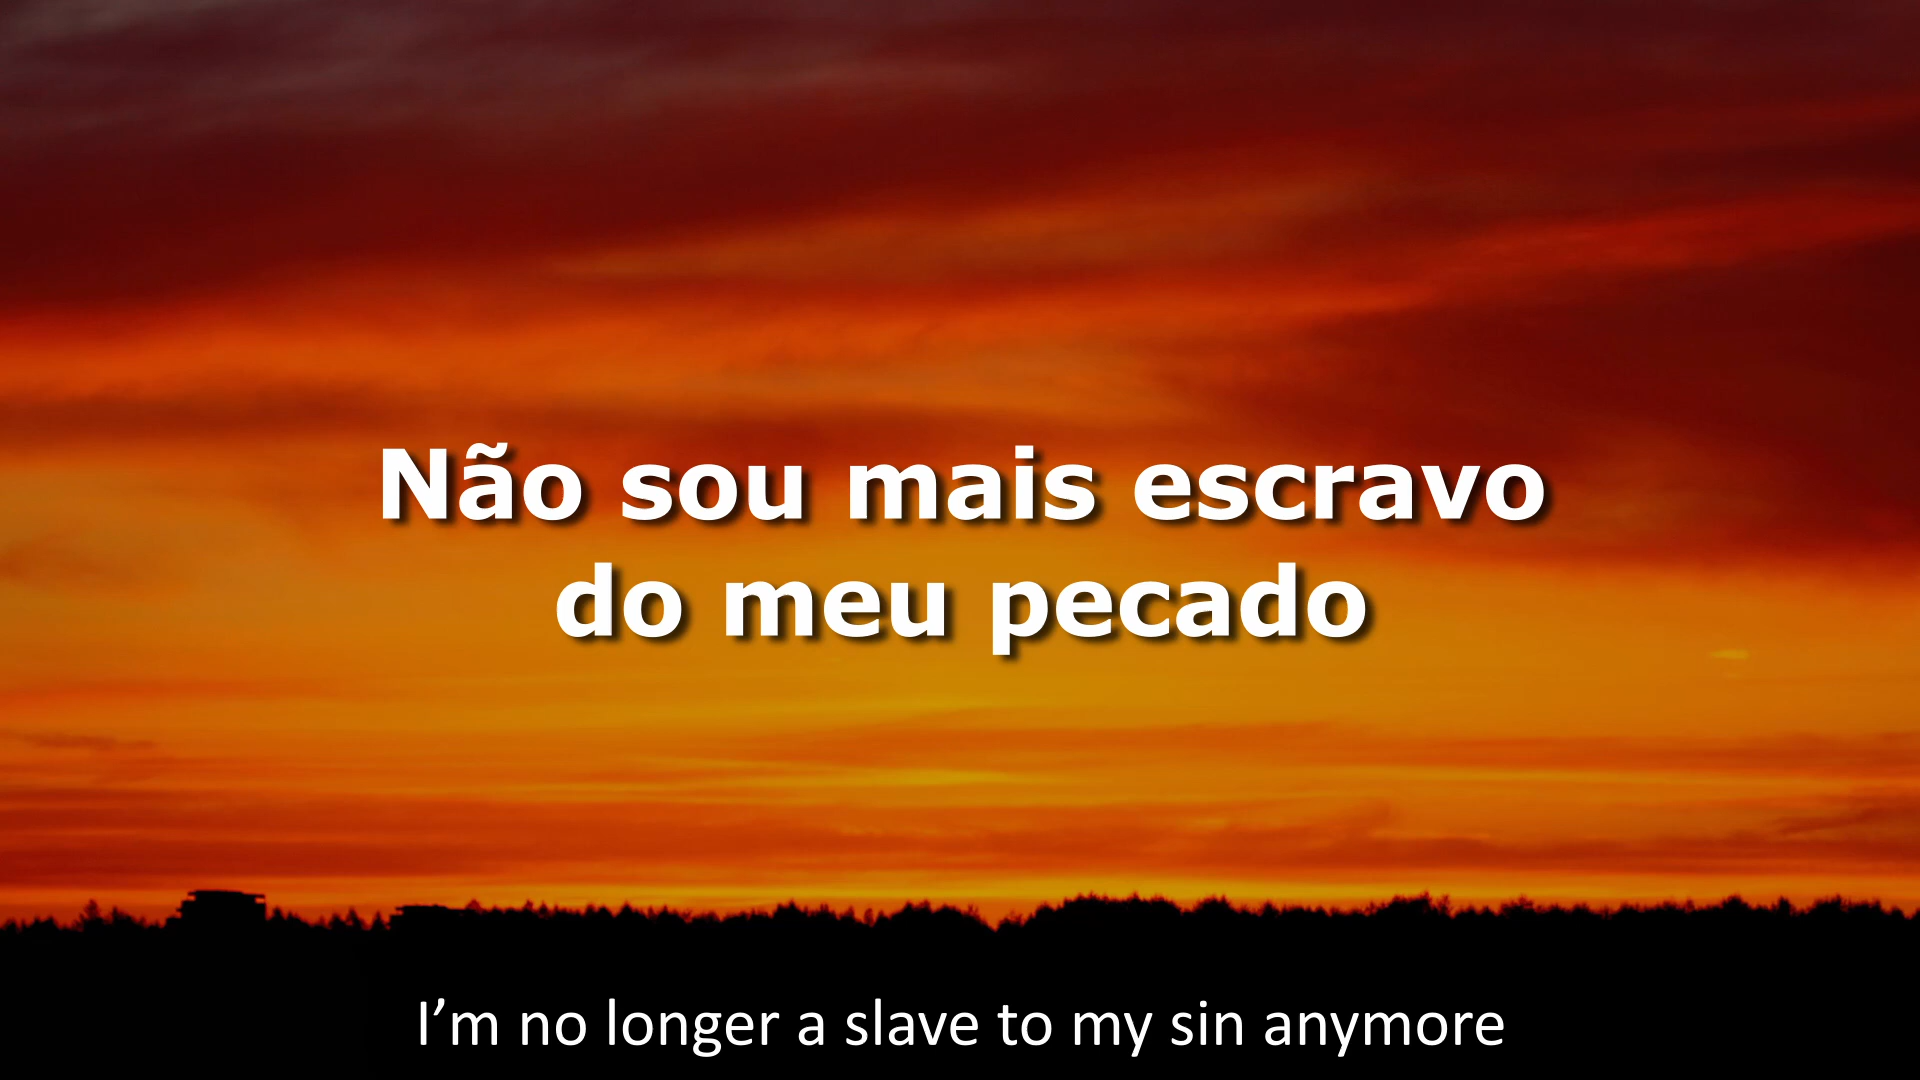 Não sou mais escravo
do meu pecado
I’m no longer a slave to my sin anymore